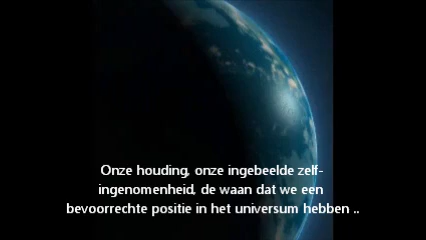 Onze houding, onze ingebeelde zelf-
ingenomenheid, de waan dat we een
bevoorrechte positie in het universum hebben ..